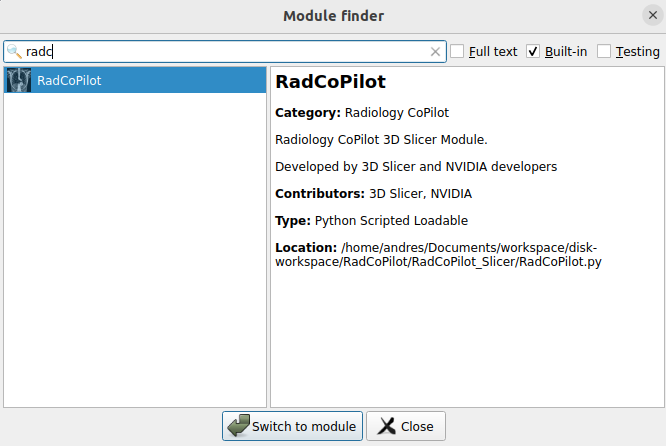 Module finder
radc
Full text
Built-in
Testing
RadCoPilot
RadCoPilot
Category: Radiology CoPilot
Radiology CoPilot 3D Slicer Module.
Developed by 3D Slicer and NVIDIA developers
Contributors: 3D Slicer, NVIDIA
Type: Python Scripted Loadable
Location: /home/andres/Documents/workspace/disk-
workspace/RadCoPilot/RadCoPilot_Slicer/RadCoPilot.py
Switch to module
Close